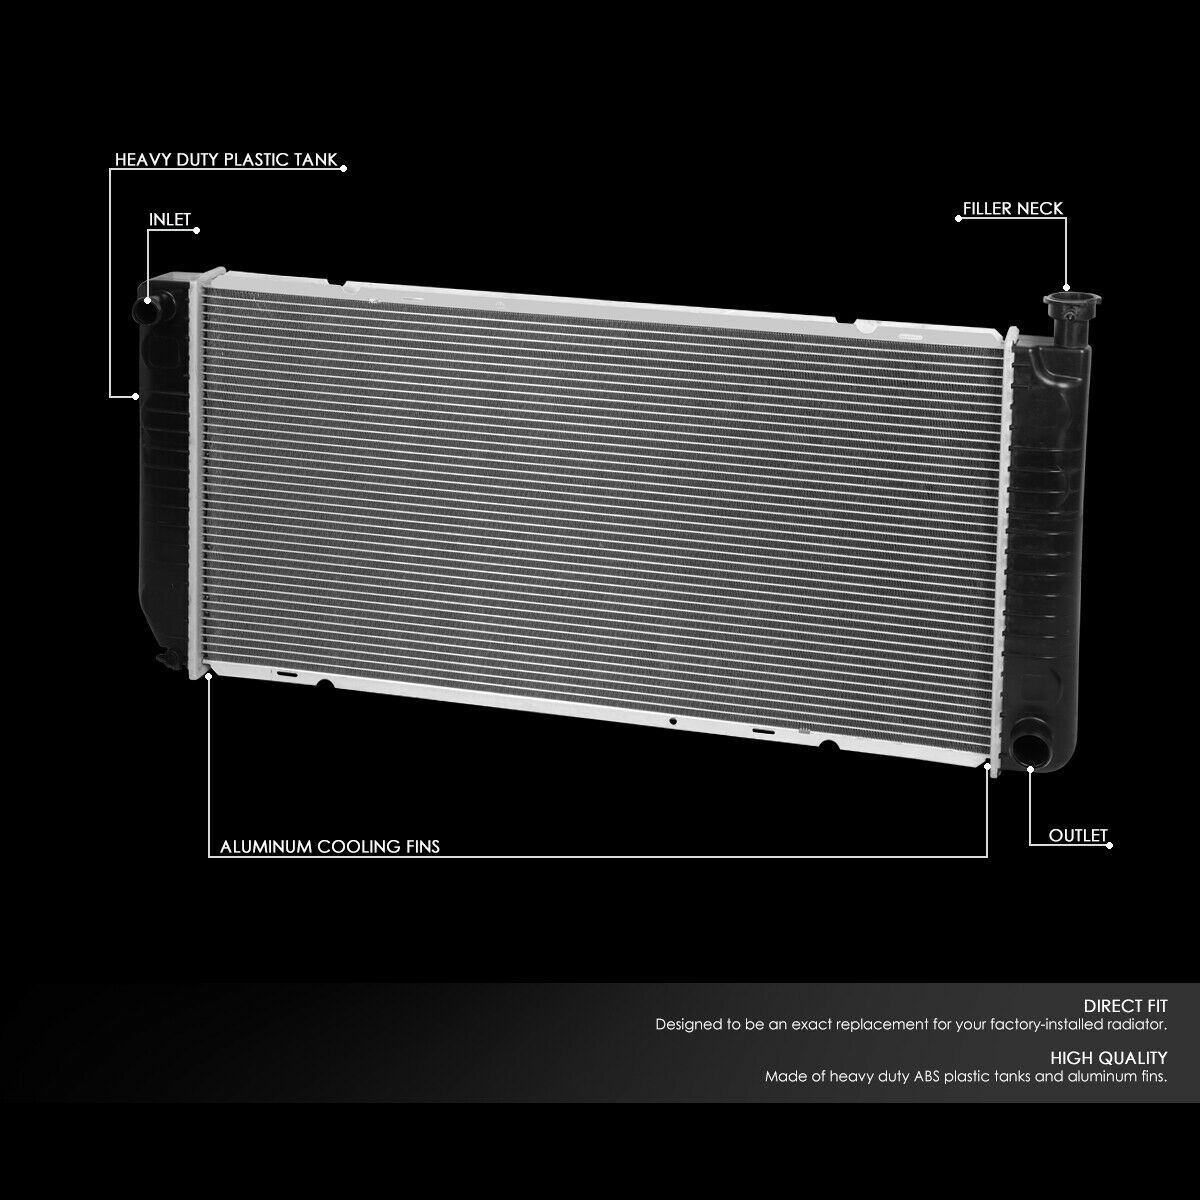 HEAVY DUTY PLASTIC TANK
INLET
FILLER NECK
ALUMINUM COOLING FINS
OUTLET
DIRECT FIT
Designed to be an exact replacement for your factory-installed radiator.
HIGH QUALITY
Made of heavy duty ABS plastic tanks and aluminum fins.